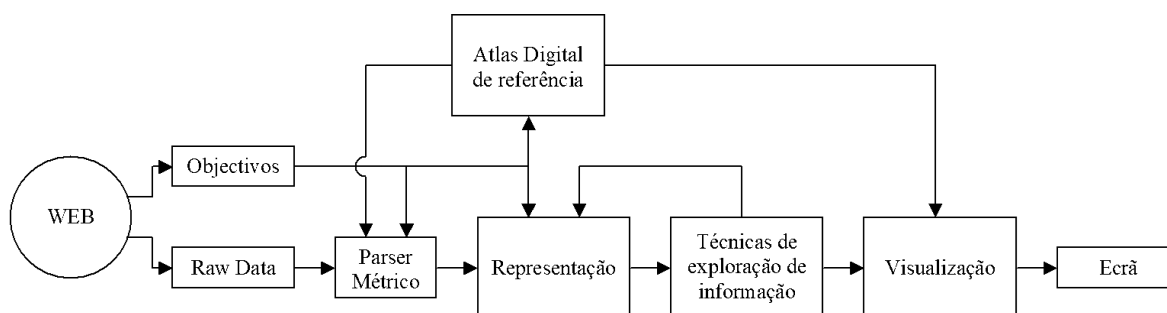 Atlas Digital
de referência
Objectivos
WEB
Raw Data
Parser
Métrico
Representação
Técnicas de
exploração de
informação
Visualização
Ecrã